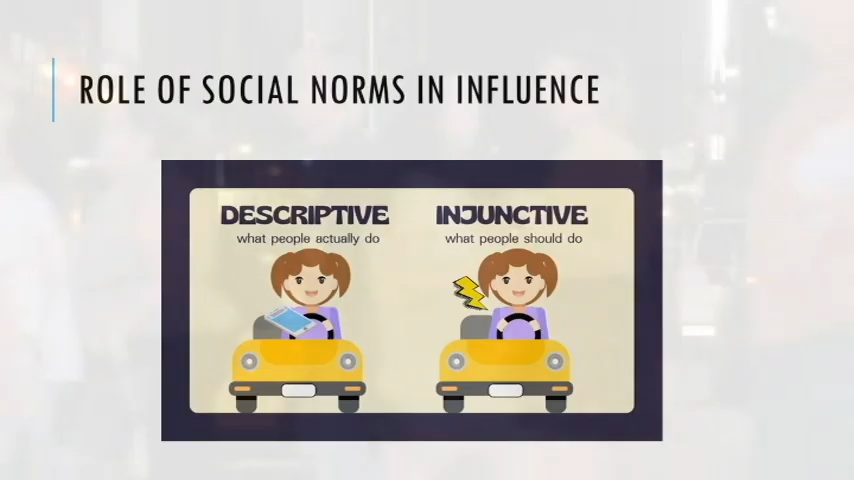 ROLE OF SOCIAL NORMS IN INFLUENCE
DESCRIPTIVE
what people actually do
INJUNCTIVE
what people should do